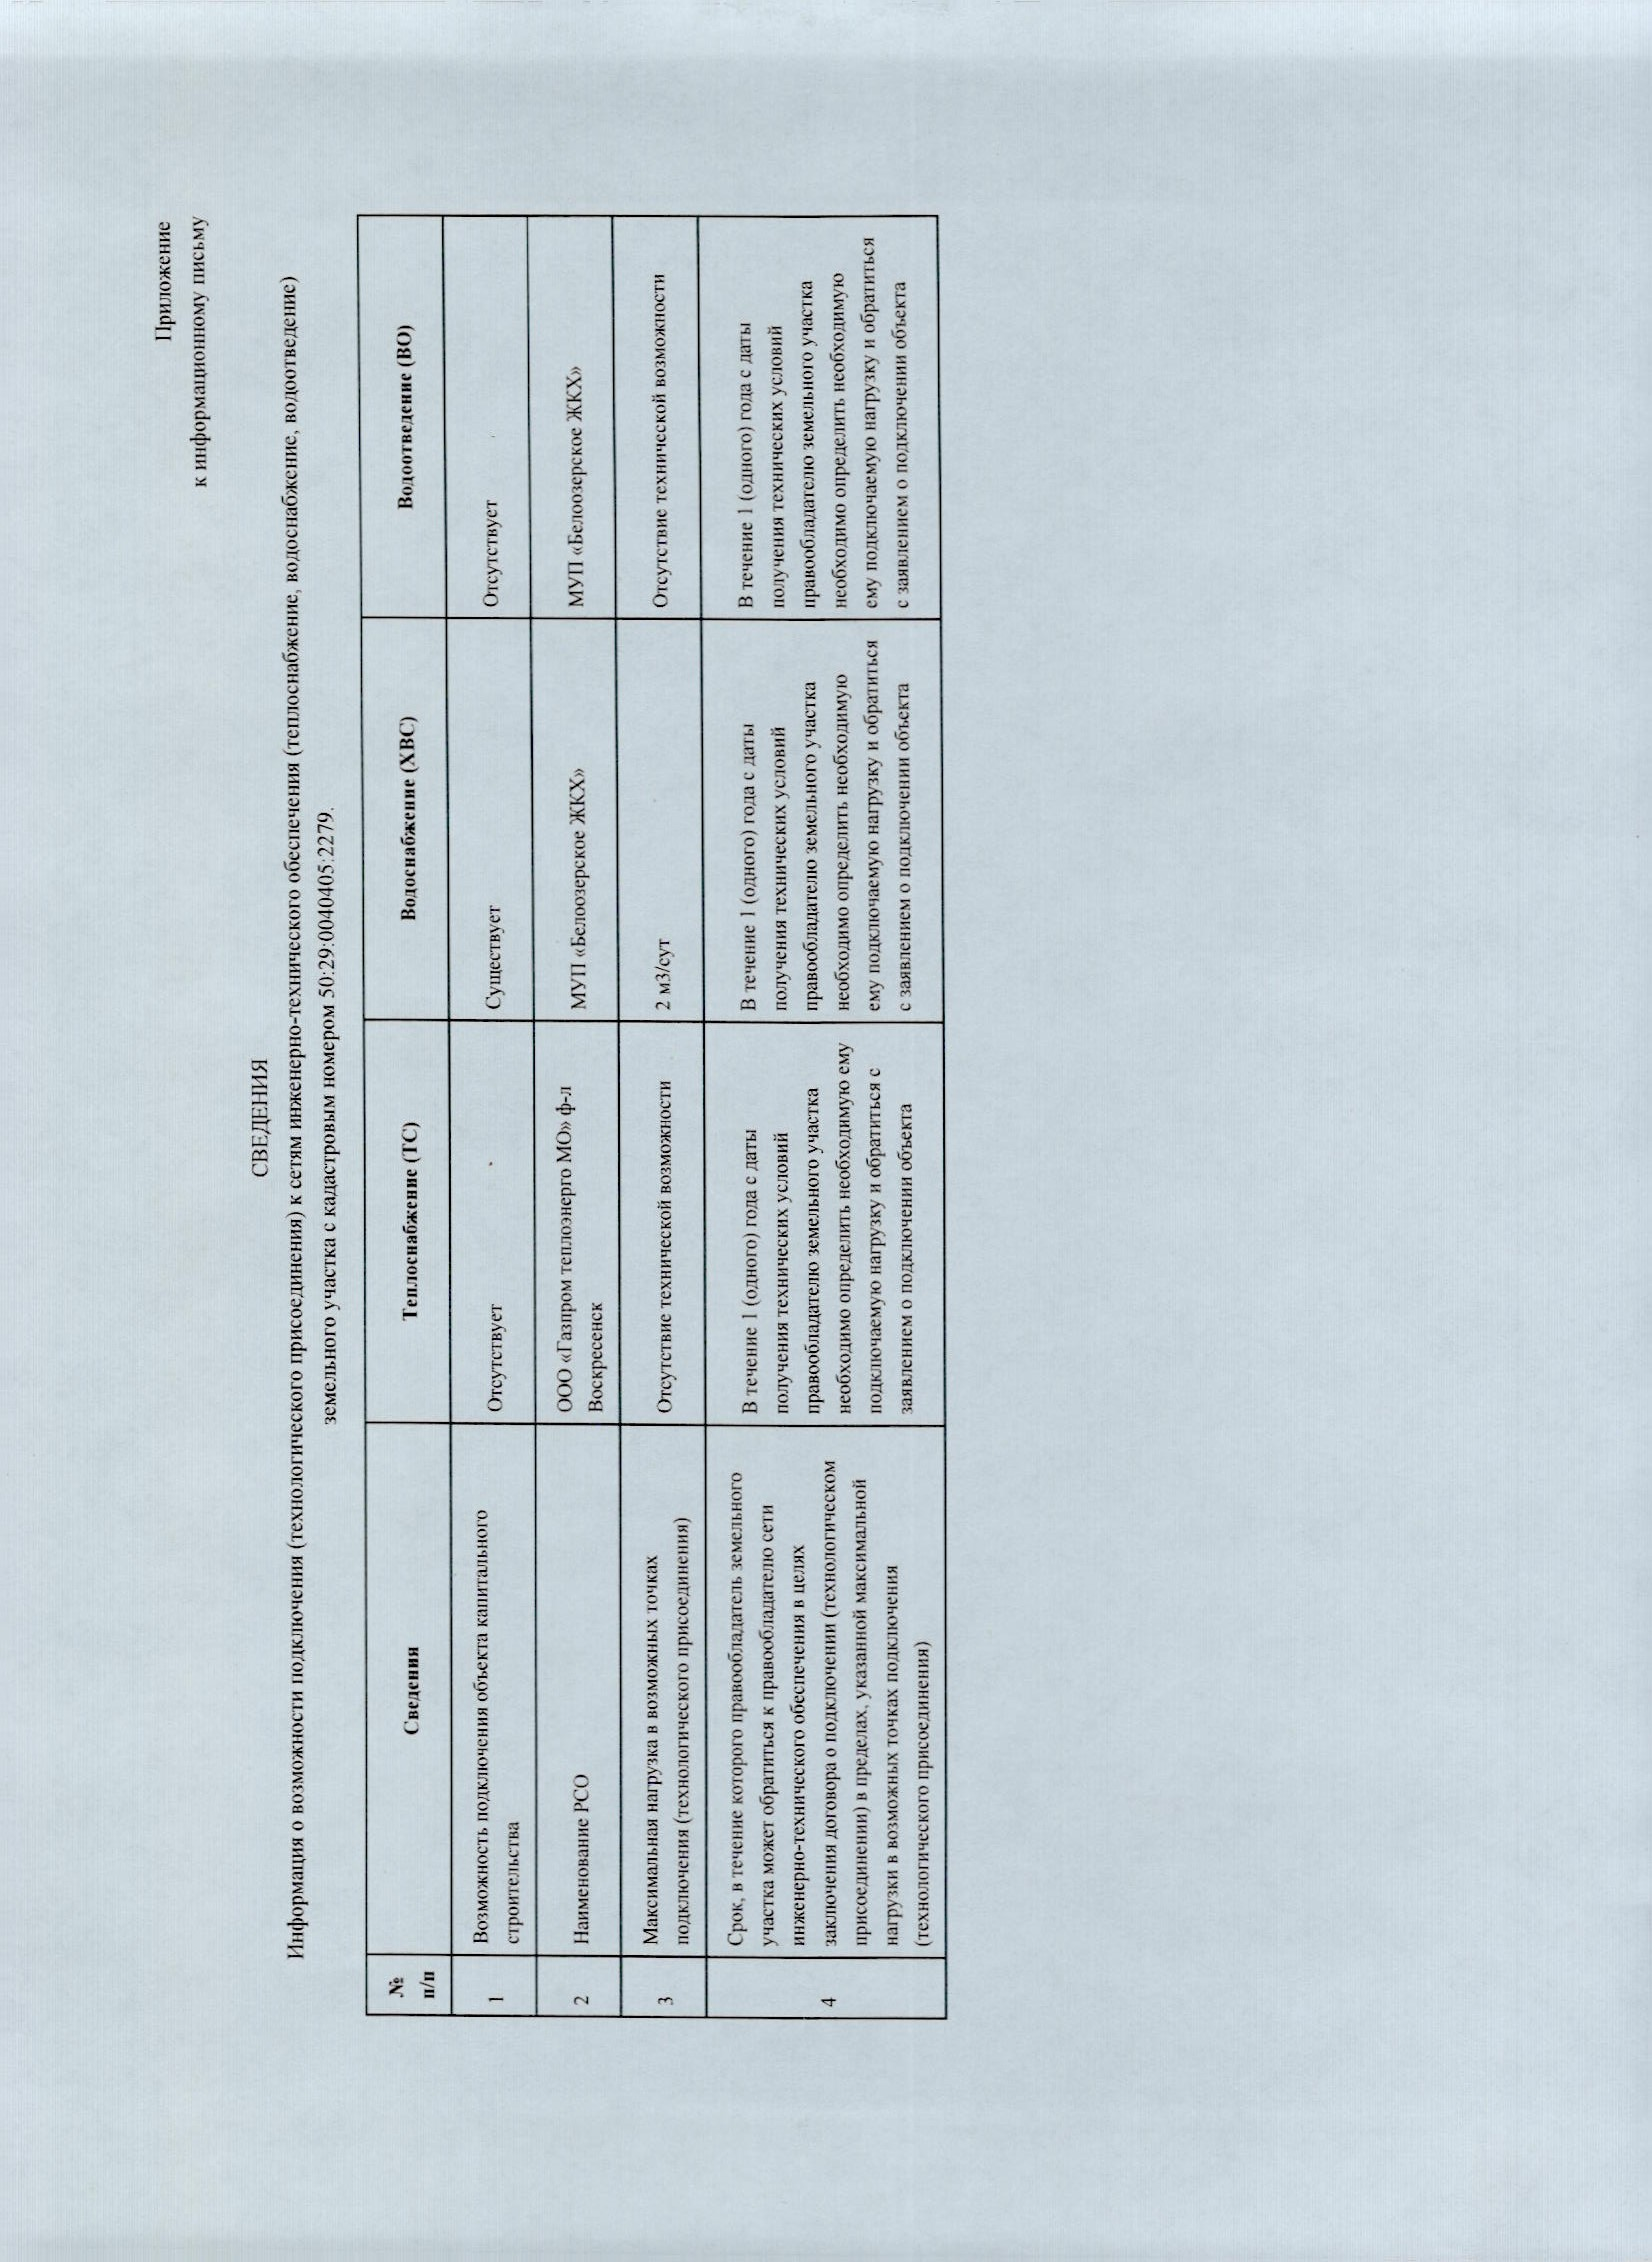 Приложение
к информационному письму
СВЕДЕНИЯ
Информация о возможности подключения (технологического присоединения) к сетям инженерно-технического обеспечения (теплоснабжение, водоснабжение, водоотведение)
земельного участка с кадастровым номером 50:29:0040405:2279.
№
п/п
Сведения
Теплоснабжение (ТС)
Водоснабжение (ХВС)
Водоотведение (ВО)
1
Возможность подключения объекта капитального
строительства
Отсутствует
Существует
Отсутствует
2
Наименование РСО
ООО «Газпром теплоэнерго МО» ф-л
Воскресенск
МУП «Белоозерское ЖКХ»
МУП «Белоозерское ЖКХ»
3
Максимальная нагрузка в возможных точках
подключения (технологического присоединения)
Отсутствие технической возможности
2 м3/сут
Отсутствие технической возможности
4
Срок, в течение которого правообладатель земельного
участка может обратиться к правообладателю сети
инженерно-технического обеспечения в целях
заключения договора о подключении (технологическом
присоединении) в пределах, указанной максимальной
нагрузки в возможных точках подключения
(технологического присоединения)
В течение 1 (одного) года с даты
получения технических условий
правообладателю земельного участка
необходимо определить необходимую ему
подключаемую нагрузку и обратиться с
заявлением о подключении объекта
В течение 1 (одного) года с даты
получения технических условий
правообладателю земельного участка
необходимо определить необходимую
ему подключаемую нагрузку и обратиться
с заявлением о подключении объекта
В течение 1 (одного) года с даты
получения технических условий
правообладателю земельного участка
необходимо определить необходимую
ему подключаемую нагрузку и обратиться
с заявлением о подключении объекта